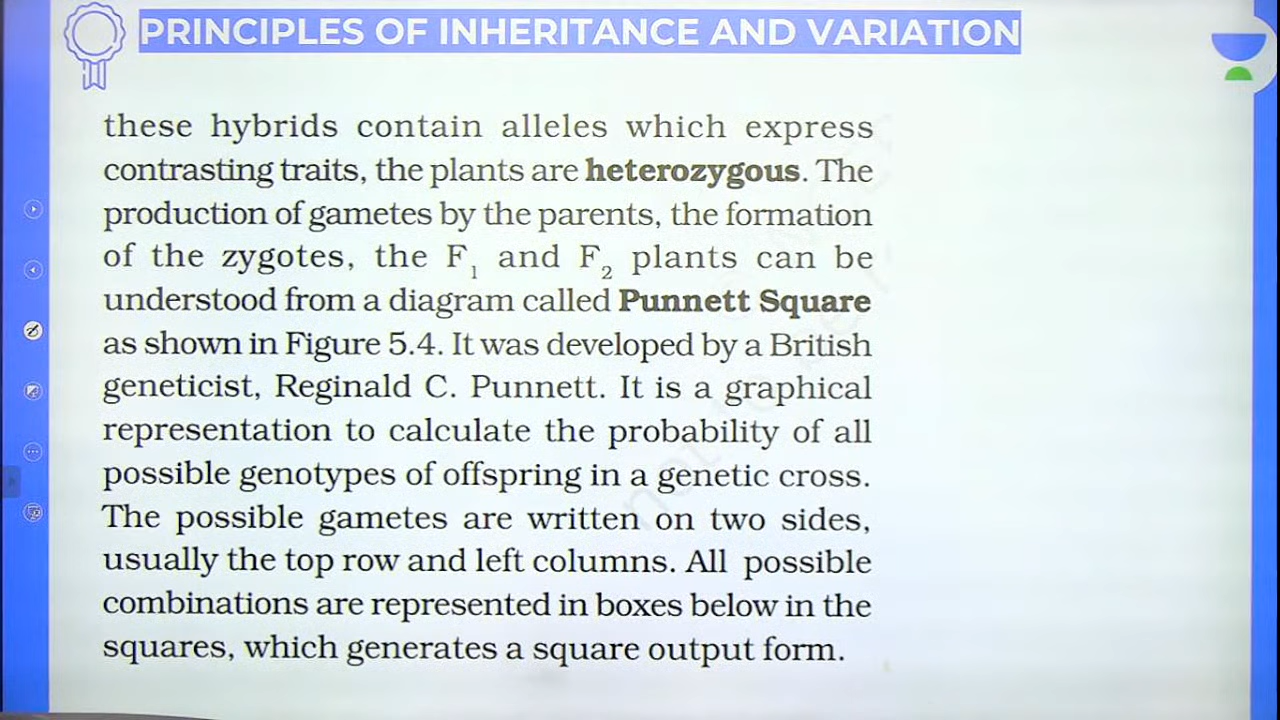 PRINCIPLES OF INHERITANCE AND VARIATION
these hybrids contain alleles which express
contrasting traits, the plants are heterozygous. The
production of gametes by the parents, the formation
of the zygotes, the F₁ and F₂ plants can be
understood from a diagram called Punnett Square
as shown in Figure 5.4. It was developed by a British
geneticist, Reginald C. Punnett. It is a graphical
representation to calculate the probability of all
possible genotypes of offspring in a genetic cross.
The possible gametes are written on two sides,
usually the top row and left columns. All possible
combinations are represented in boxes below in the
squares, which generates a square output form.